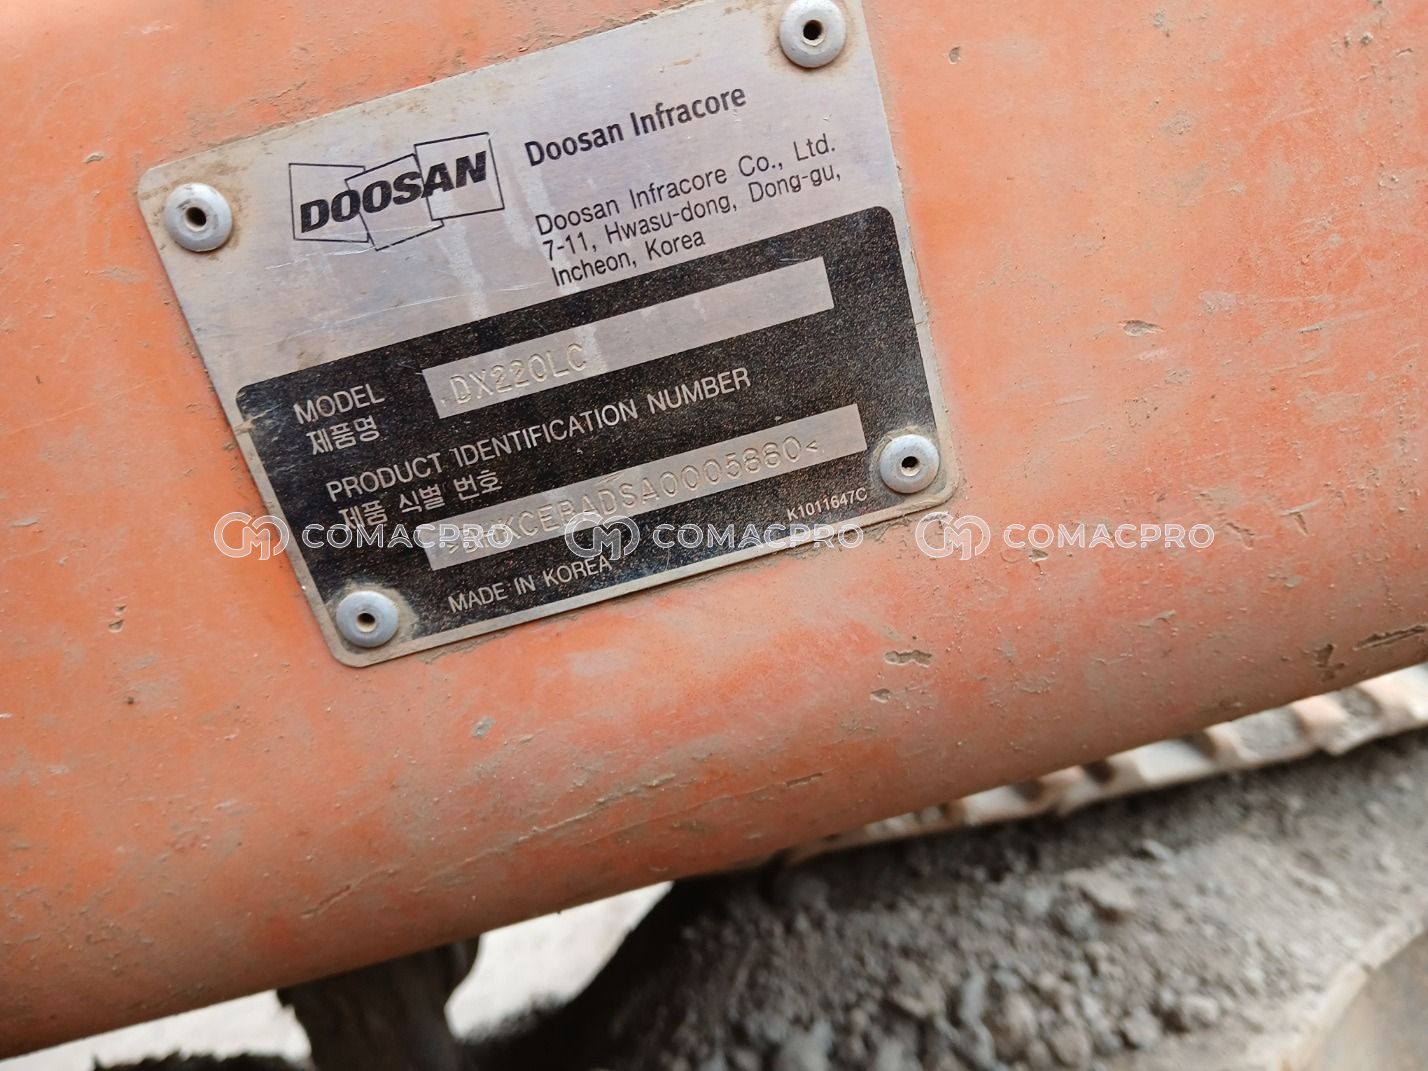 DOOSAN
Doosan Infracore
Doosan Infracore Co., Ltd.
7-11, Hwasu-dong, Dong-gu,
Incheon, Korea
MODEL
제품명
DX220LC
PRODUCT IDENTIFICATION NUMBER
제품 식별 번호
K1011647C
MADE IN KOREA
COMACPRO COMACPRO COMACPRO